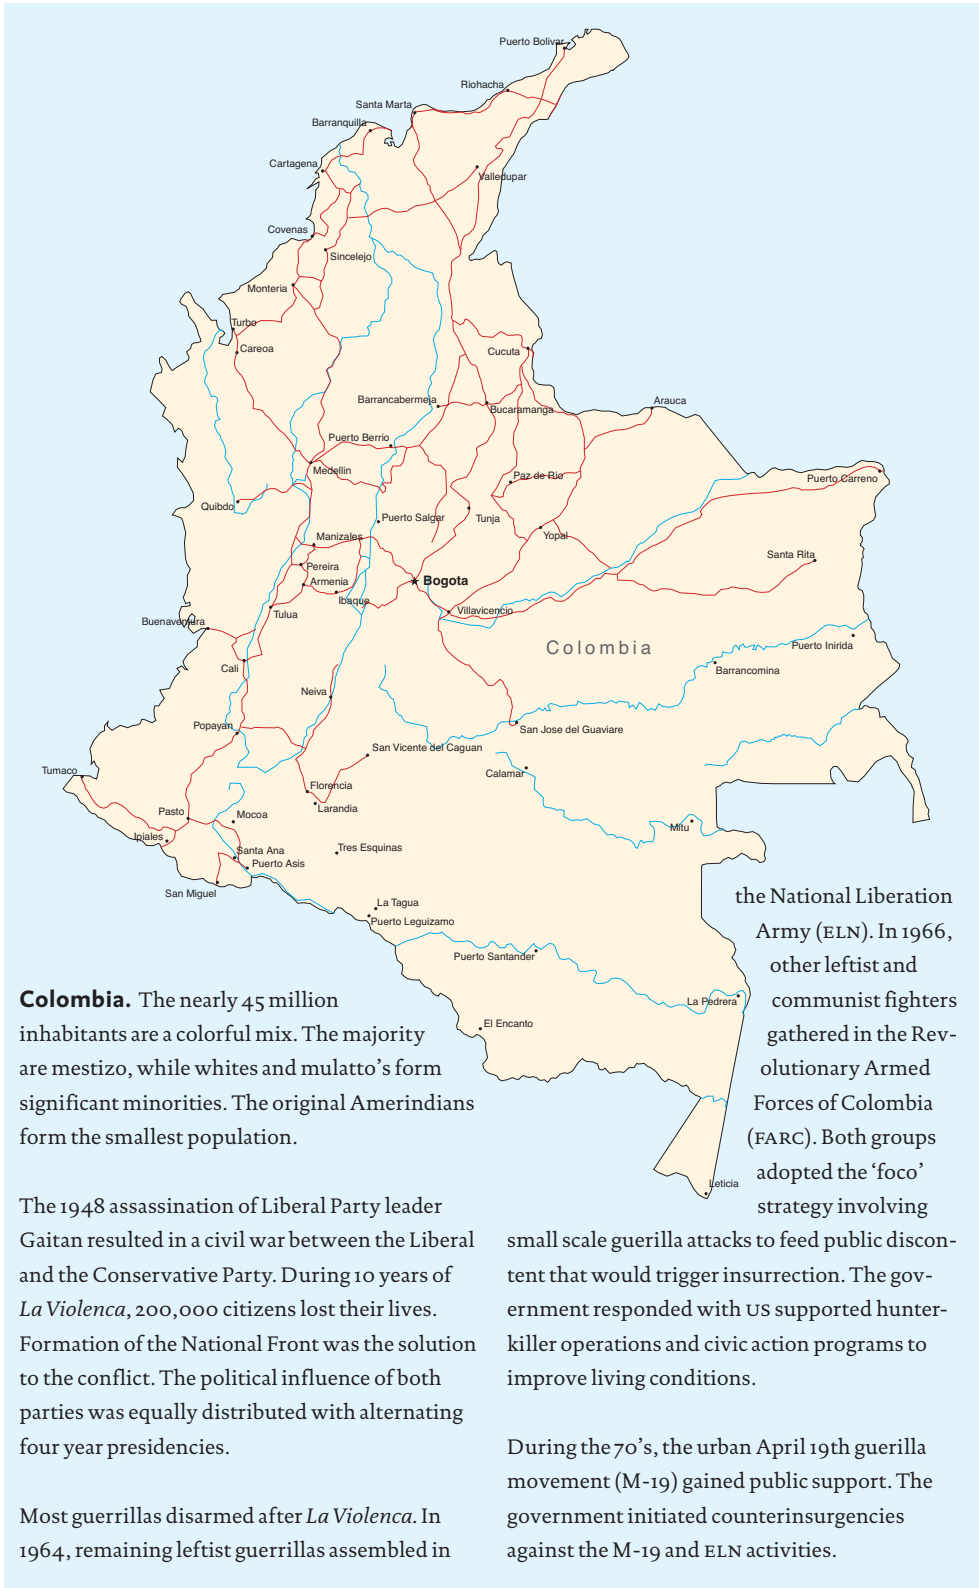 Puerto Bolivar
Riohacha
Santa Marta
Barranquilla
Cartagena
Valledupar
Covenas
Sincelejo
Monteria
Turbo
Careoa
Cucuta
Barrancabermeja
Bucaramanga
Arauca
Puerto Berrio
Medellin
Paz de Rio
Puerto Carreno
Quibdo
Puerto Salgar
Tunja
Yopal
Manizales
Santa Rita
Pereira
Armenia
Bogota
Ibaque
Tulua
Villavicencio
Buenaventura
Colombia
Puerto Inirida
Cali
Barrancomina
Neiva
Popayan
San Jose del Guaviare
San Vicente del Caguan
Tumaco
Calamar
Florencia
Larandia
Pasto
Mocoa
Mitu
Ipiales
Tres Esquinas
Santa Ana
Puerto Asis
San Miguel
La Tagua
Puerto Leguizamo
Puerto Santander
La Pedrera
El Encanto
Leticia
Colombia. The nearly 45 million
inhabitants are a colorful mix. The majority
are mestizo, while whites and mulatto's form
significant minorities. The original Amerindians
form the smallest population.
The 1948 assassination of Liberal Party leader
Gaitan resulted in a civil war between the Liberal
and the Conservative Party. During 10 years of
La Violenca, 200,000 citizens lost their lives.
Formation of the National Front was the solution
to the conflict. The political influence of both
parties was equally distributed with alternating
four year presidencies.
Most guerrillas disarmed after La Violenca. In
1964, remaining leftist guerrillas assembled in
the National Liberation
Army (ELN). In 1966,
other leftist and
communist fighters
gathered in the Rev-
olutionary Armed
Forces of Colombia
(FARC). Both groups
adopted the ‘foco’
strategy involving
small scale guerilla attacks to feed public discon-
tent that would trigger insurrection. The gov-
ernment responded with US supported hunter-
killer operations and civic action programs to
improve living conditions.
During the 70's, the urban April 19th guerilla
movement (M-19) gained public support. The
government initiated counterinsurgencies
against the M-19 and ELN activities.